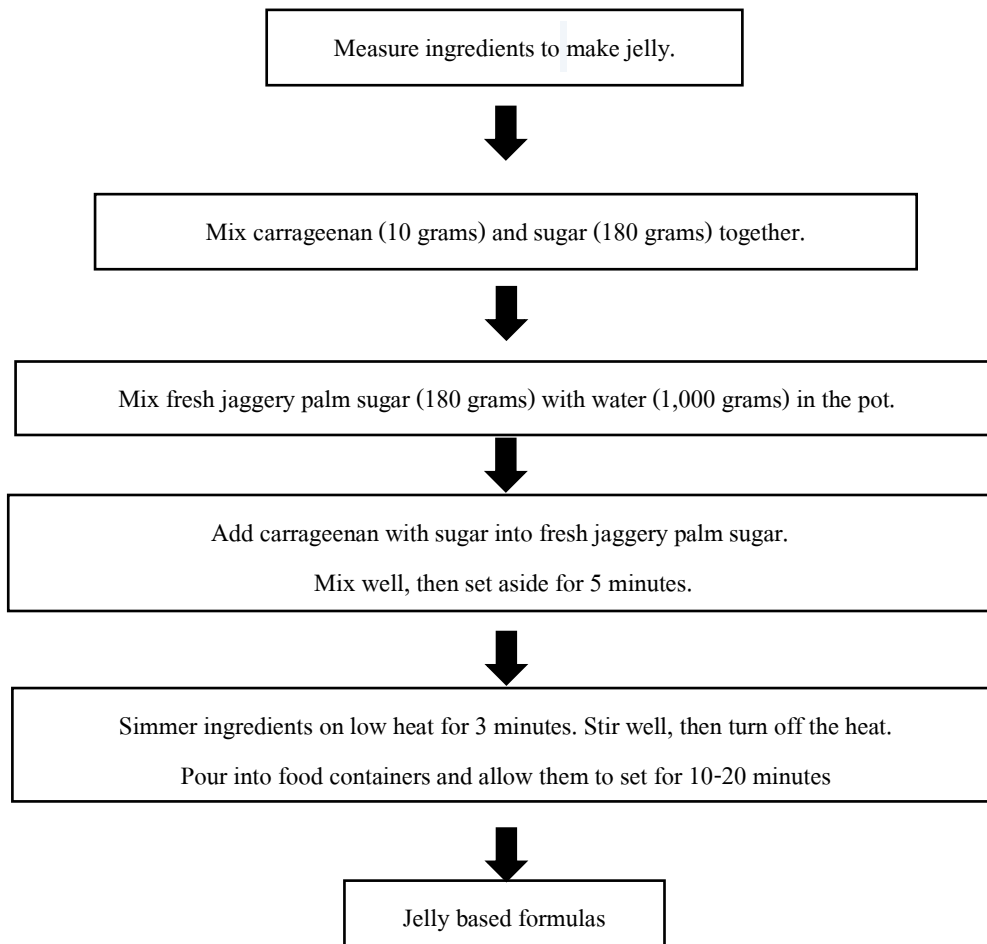 Measure ingredients to make jelly.
Mix carrageenan (10 grams) and sugar (180 grams) together.
Mix fresh jaggery palm sugar (180 grams) with water (1,000 grams) in the pot.
Add carrageenan with sugar into fresh jaggery palm sugar.
Mix well, then set aside for 5 minutes.
Simmer ingredients on low heat for 3 minutes. Stir well, then turn off the heat.
Pour into food containers and allow them to set for 10-20 minutes
Jelly based formulas